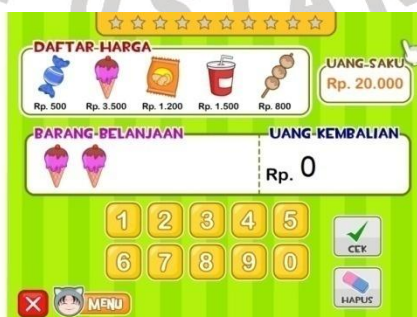 DAFTAR HARGA
UANG SAKU
Rp. 20.000
Rp. 500 Rp. 3.500 Rp. 1.200 Rp. 1.500 Rp. 800
BARANG BELANJAAN
UANG KEMBALIAN
Rp. 0
1 2 3 4 5
6 7 8 9 0
CEK
HAPUS
MENU